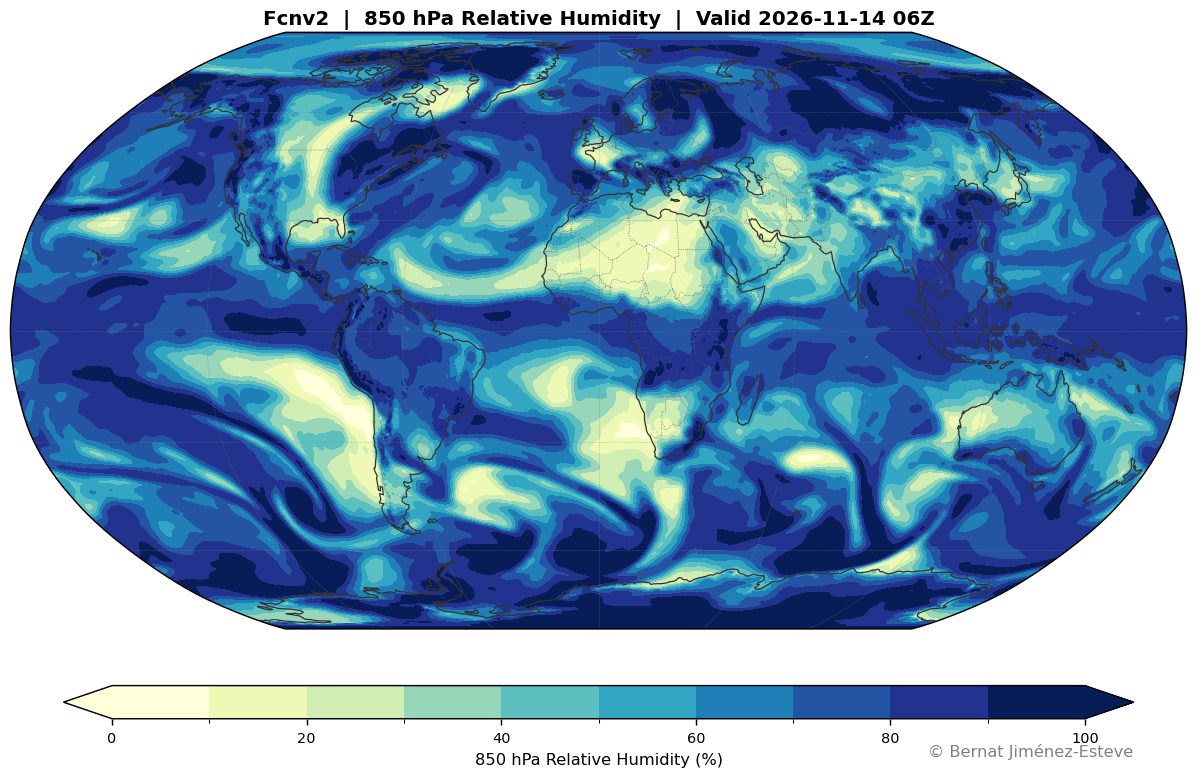 Fcnv2 | 850 hPa Relative Humidity | Valid 2026-11-14 06Z
0 20 40 60 80 100
850 hPa Relative Humidity (%)
© Bernat Jiménez-Esteve